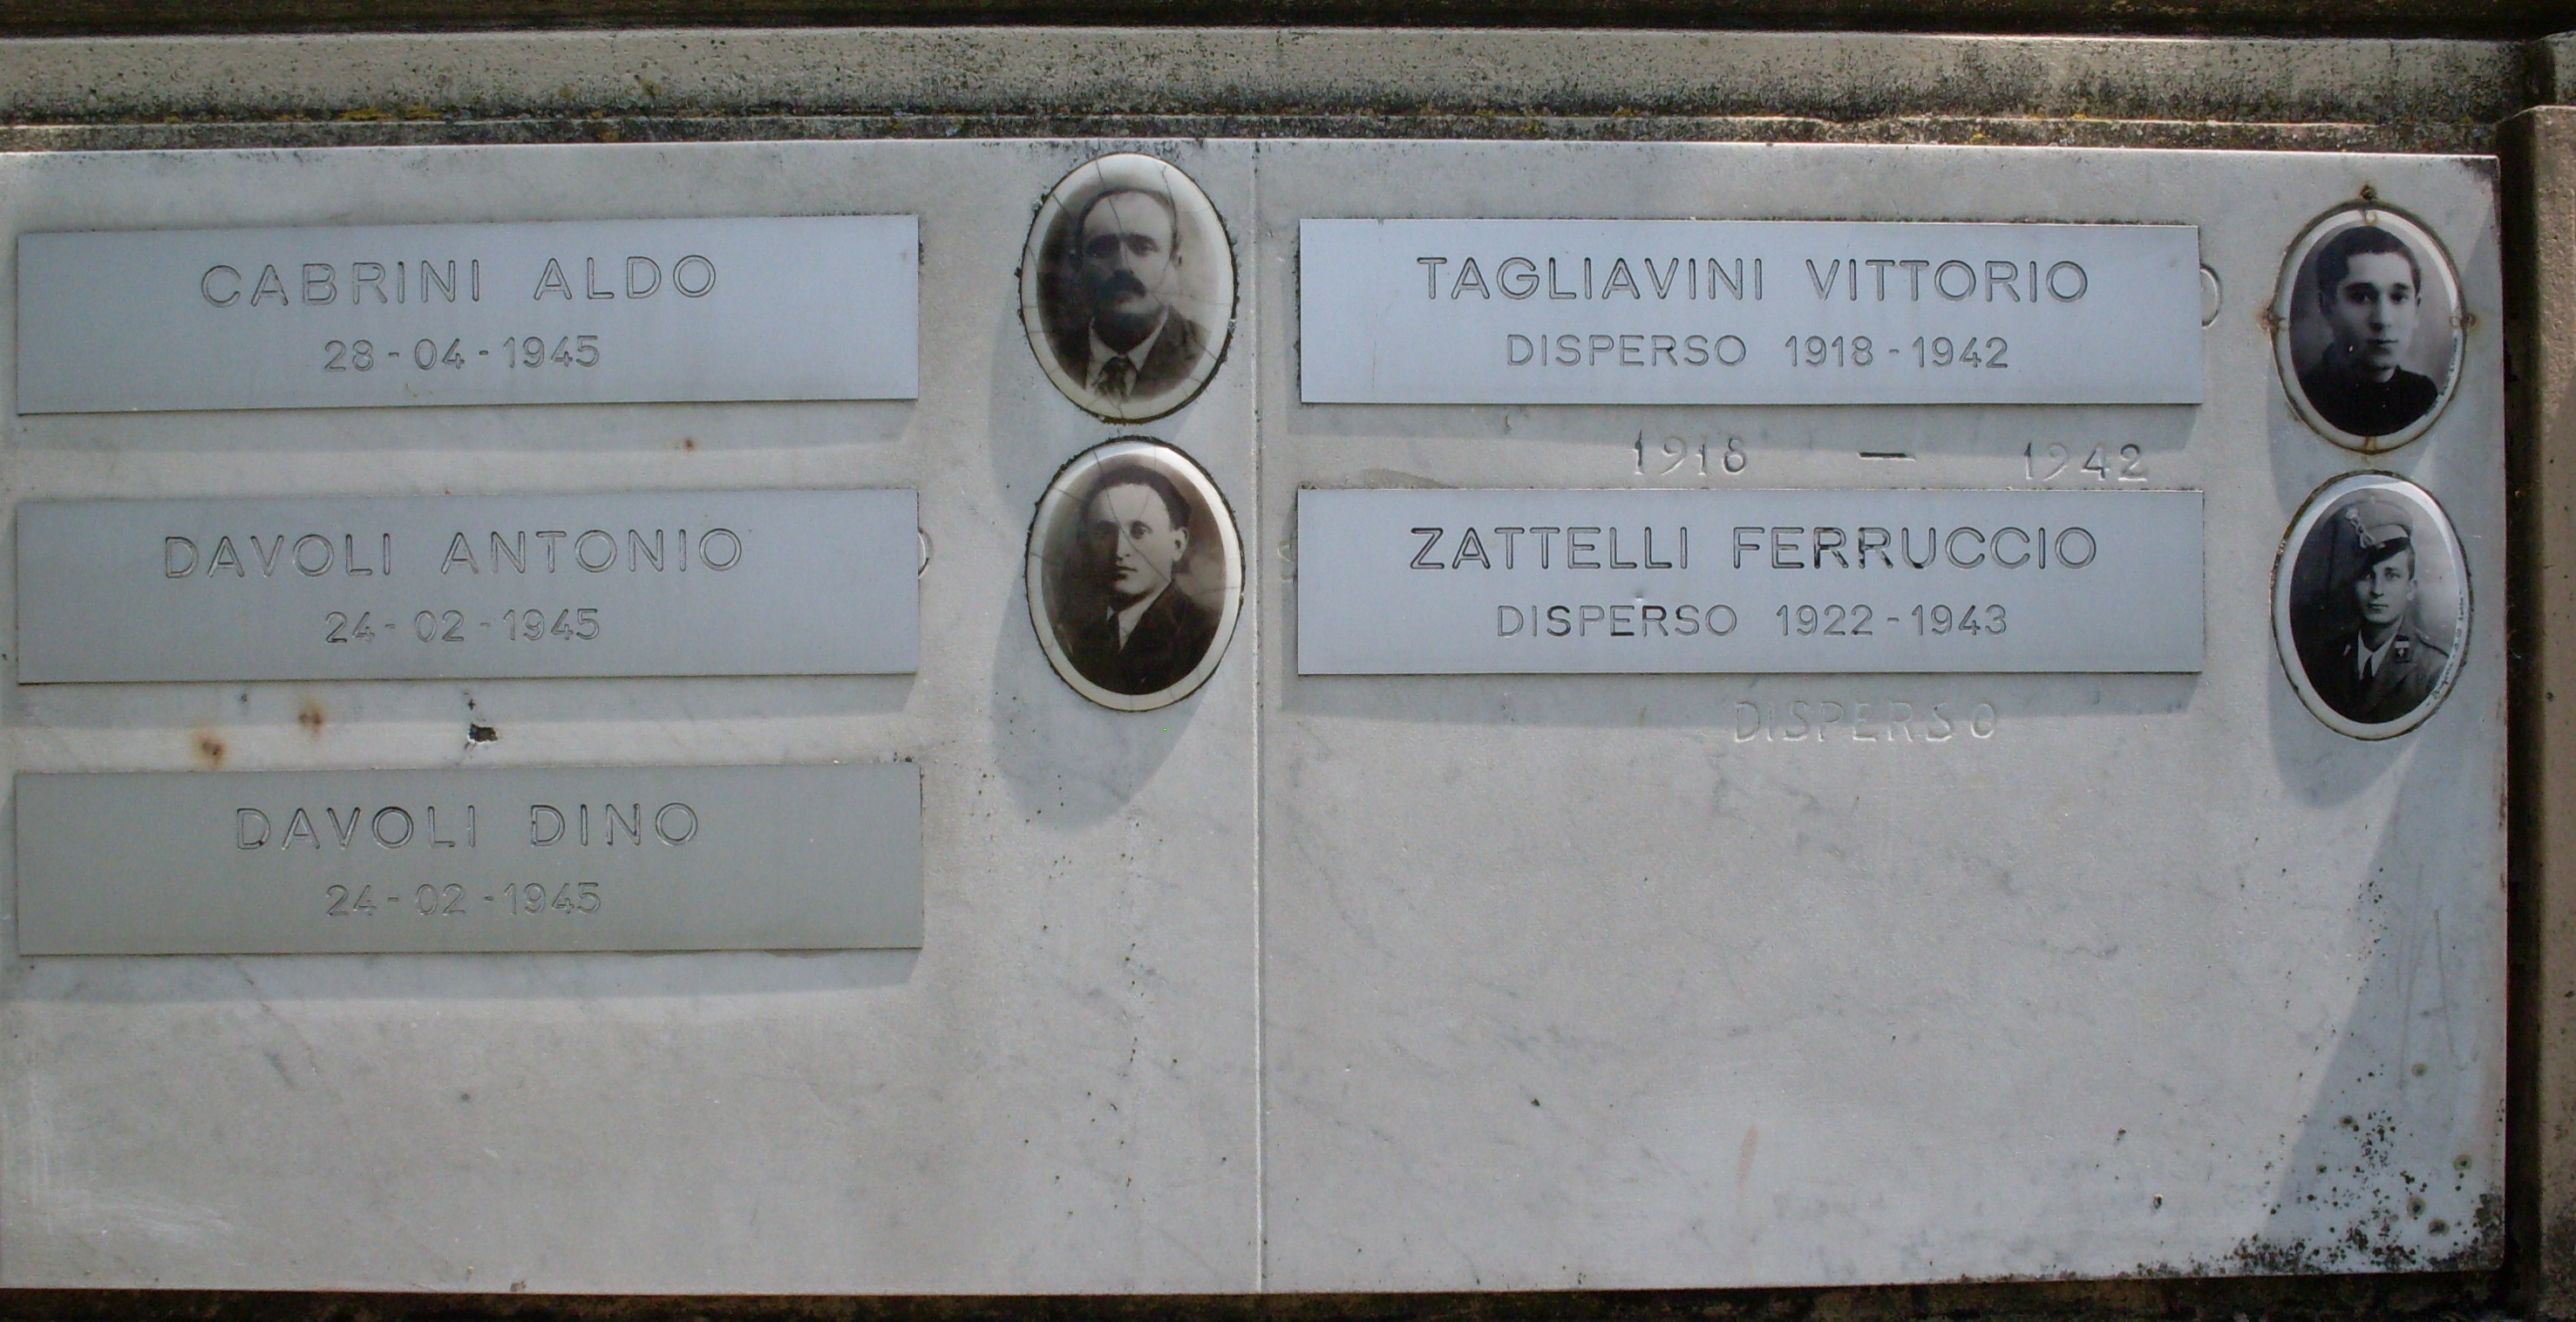 CABRINI ALDO
28-04-1945
DAVOLI ANTONIO
24-02-1945
DAVOLI DINO
24-02-1945
TAGLIAVINI VITTORIO
DISPERSO 1918-1942
1918 — 1942
ZATTELLI FERRUCCIO
DISPERSO 1922-1943
DISPERSO